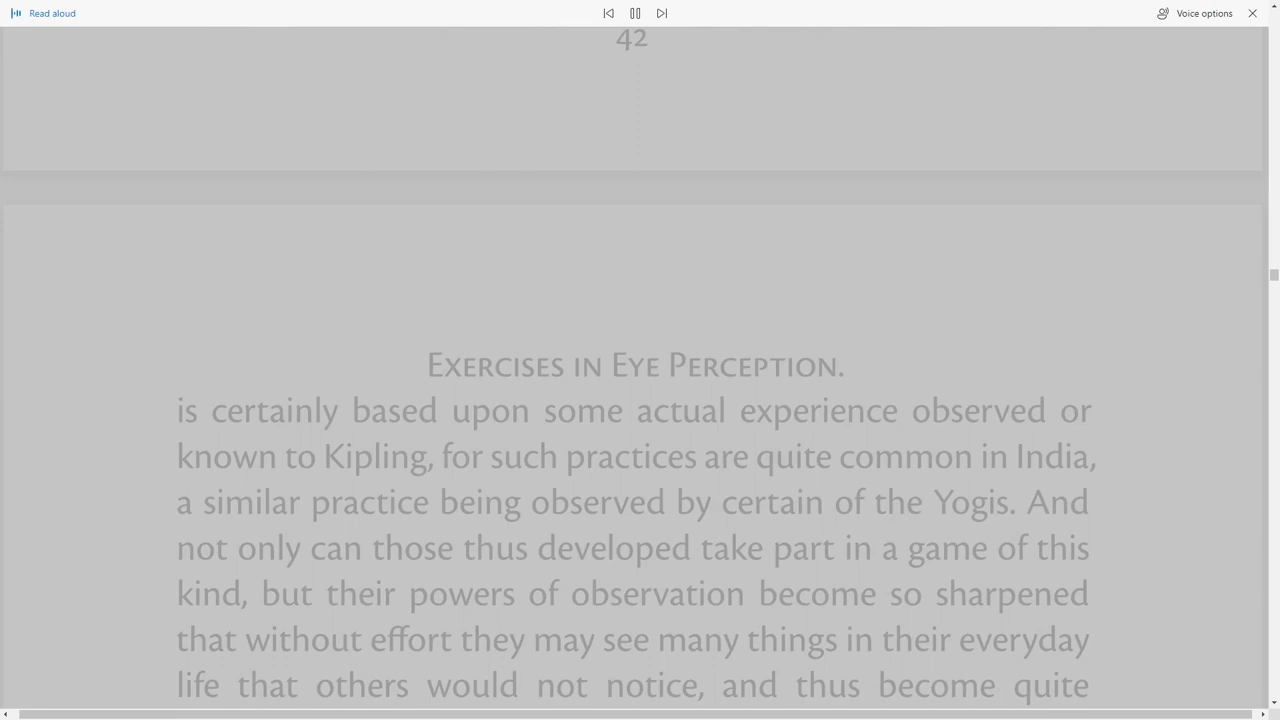 Read aloud
Voice options
42
Exercises in Eye Perception.
is certainly based upon some actual experience observed or
known to Kipling, for such practices are quite common in India,
a similar practice being observed by certain of the Yogis. And
not only can those thus developed take part in a game of this
kind, but their powers of observation become so sharpened
that without effort they may see many things in their everyday
life that others would not notice, and thus become quite